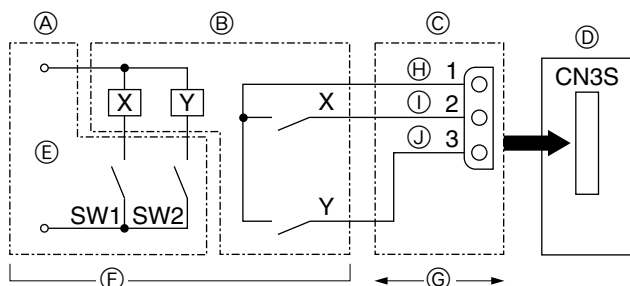 Ⓐ Ⓑ Ⓒ Ⓓ
Ⓗ 1 CN3S
X Y X Ⓘ 2
Ⓙ 3
Ⓔ
Y
SW1 SW2
Ⓕ Ⓖ